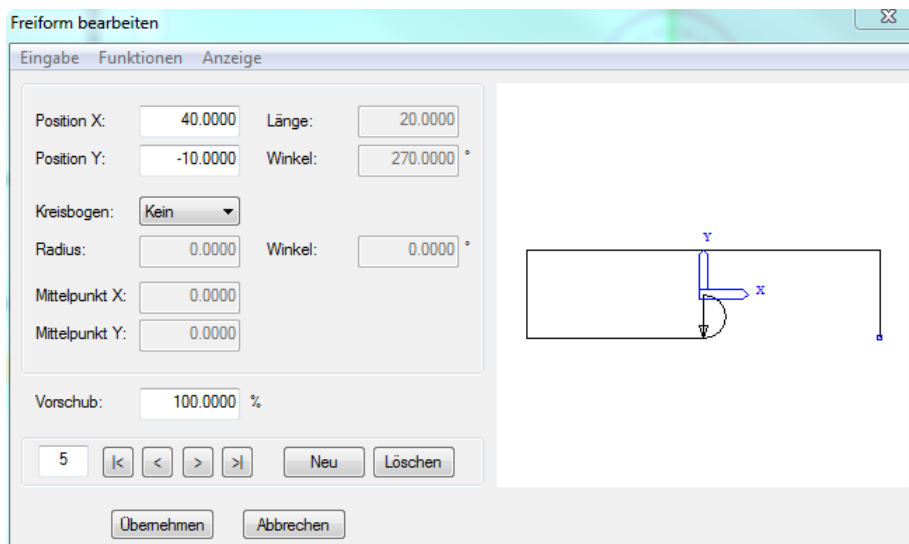 Freiform bearbeiten
Eingabe Funktionen Anzeige
Position X: 40.0000 Länge: 20.0000
Position Y: -10.0000 Winkel: 270.0000 °
Kreisbogen: Kein
Radius: 0.0000 Winkel: 0.0000 °
Mittelpunkt X: 0.0000
Mittelpunkt Y: 0.0000
Vorschub: 100.0000 %
5 |< < > >| Neu Löschen
Übernehmen Abbrechen
Y
X